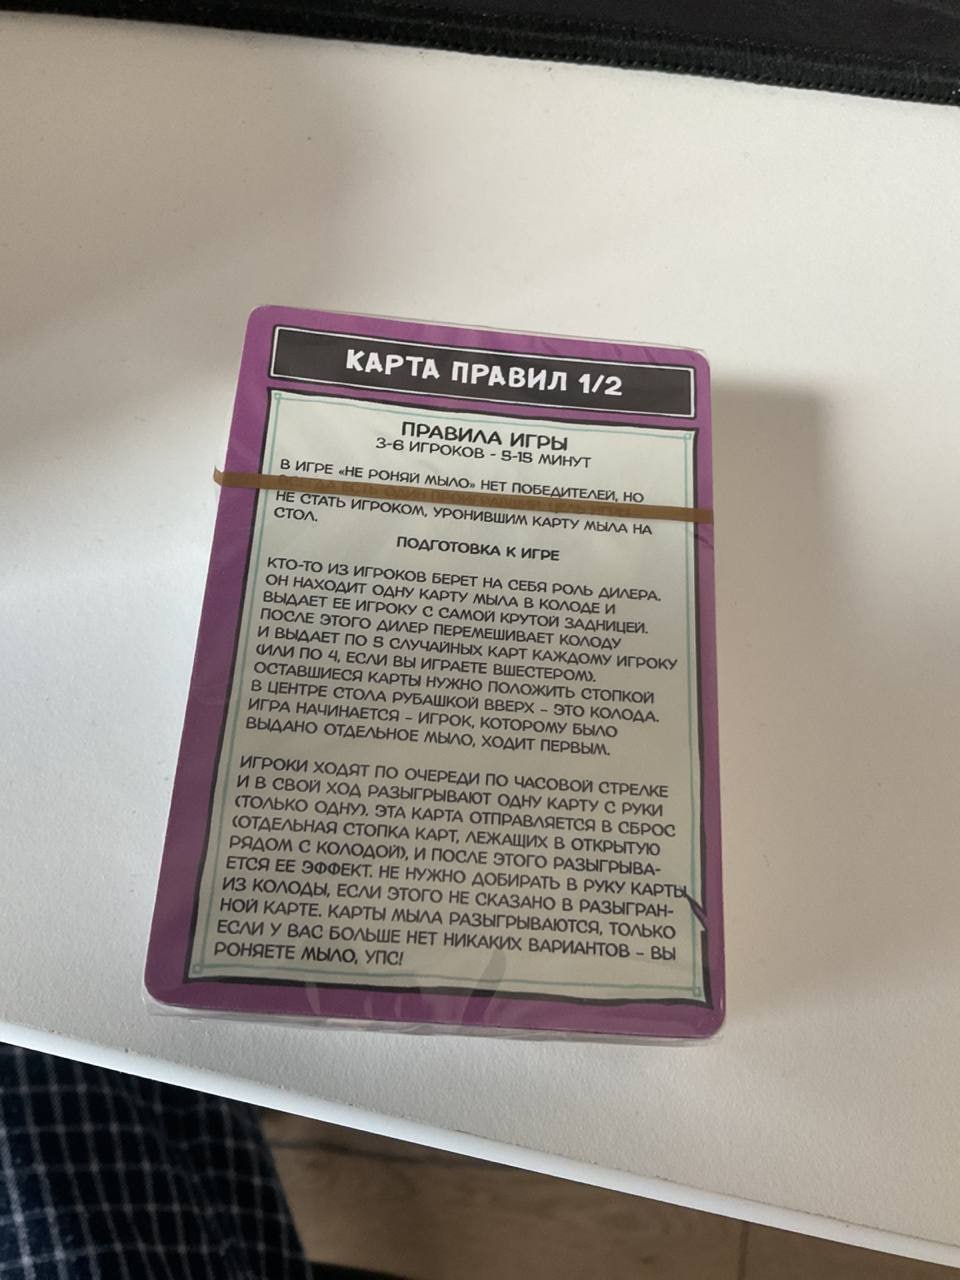 КАРТА ПРАВИЛ 1/2
ПРАВИЛА ИГРЫ
3-6 ИГРОКОВ - 5-15 МИНУТ
В ИГРЕ «НЕ РОНЯЙ МЫЛО» НЕТ ПОБЕДИТЕЛЕЙ, НО
ВСЕГДА ЕСТЬ ОДИН ПРОИГРАВШИЙ. ЦЕЛЬ ИГРЫ -
НЕ СТАТЬ ИГРОКОМ, УРОНИВШИМ КАРТУ МЫЛА НА
СТОЛ.
ПОДГОТОВКА К ИГРЕ
КТО-ТО ИЗ ИГРОКОВ БЕРЕТ НА СЕБЯ РОЛЬ ДИЛЕРА.
ОН НАХОДИТ ОДНУ КАРТУ МЫЛА В КОЛОДЕ И
ВЫДАЕТ ЕЕ ИГРОКУ С САМОЙ КРУТОЙ ЗАДНИЦЕЙ.
ПОСЛЕ ЭТОГО ДИЛЕР ПЕРЕМЕШИВАЕТ КОЛОДУ
И ВЫДАЕТ ПО 5 СЛУЧАЙНЫХ КАРТ КАЖДОМУ ИГРОКУ
(ИЛИ ПО 4, ЕСЛИ ВЫ ИГРАЕТЕ ВШЕСТЕРОМ).
ОСТАВШИЕСЯ КАРТЫ НУЖНО ПОЛОЖИТЬ СТОПКОЙ
В ЦЕНТРЕ СТОЛА РУБАШКОЙ ВВЕРХ - ЭТО КОЛОДА.
ИГРА НАЧИНАЕТСЯ - ИГРОК, КОТОРОМУ БЫЛО
ВЫДАНО ОТДЕЛЬНОЕ МЫЛО, ХОДИТ ПЕРВЫМ.
ИГРОКИ ХОДЯТ ПО ОЧЕРЕДИ ПО ЧАСОВОЙ СТРЕЛКЕ
И В СВОЙ ХОД РАЗЫГРЫВАЮТ ОДНУ КАРТУ С РУКИ
(ТОЛЬКО ОДНУ). ЭТА КАРТА ОТПРАВЛЯЕТСЯ В СБРОС
(ОТДЕЛЬНАЯ СТОПКА КАРТ, ЛЕЖАЩИХ В ОТКРЫТУЮ
РЯДОМ С КОЛОДОЙ), И ПОСЛЕ ЭТОГО РАЗЫГРЫВА-
ЕТСЯ ЕЕ ЭФФЕКТ. НЕ НУЖНО ДОБИРАТЬ В РУКУ КАРТЫ
ИЗ КОЛОДЫ, ЕСЛИ ЭТОГО НЕ СКАЗАНО В РАЗЫГРАН-
НОЙ КАРТЕ. КАРТЫ МЫЛА РАЗЫГРЫВАЮТСЯ, ТОЛЬКО
ЕСЛИ У ВАС БОЛЬШЕ НЕТ НИКАКИХ ВАРИАНТОВ - ВЫ
РОНЯЕТЕ МЫЛО, УПС!